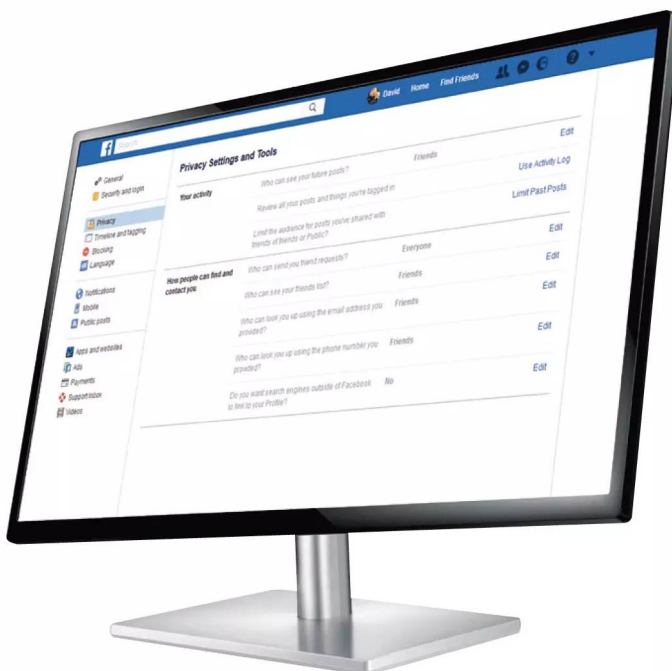 f Search
David Home Find Friends
General
Security and login
Privacy
Timeline and tagging
Blocking
Language
Notifications
Mobile
Public posts
Apps and websites
Ads
Payments
Support Inbox
Videos
Privacy Settings and Tools
Your activity
Who can see your future posts? Friends Edit
Review all your posts and things you're tagged in Use Activity Log
Limit the audience for posts you've shared with Limit Past Posts
friends of friends or Public?
How people can find and
contact you
Who can send you friend requests? Everyone Edit
Who can see your friends list? Friends Edit
Who can look you up using the email address you Friends Edit
provided?
Who can look you up using the phone number you Friends Edit
provided?
Do you want search engines outside of Facebook No Edit
to link to your Profile?